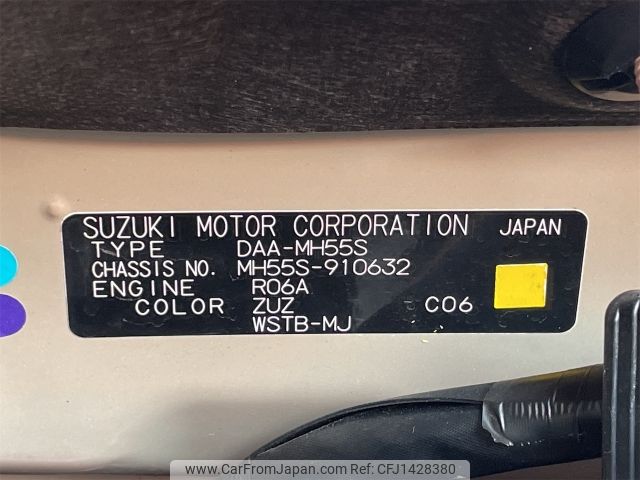 SUZUKI MOTOR CORPORATION JAPAN
TYPE DAA-MH55S
CHASSIS NO. MH55S-910632
ENGINE R06A
COLOR ZUZ C06
WSTB-MJ
www.CarFromJapan.com | CFJ1428380